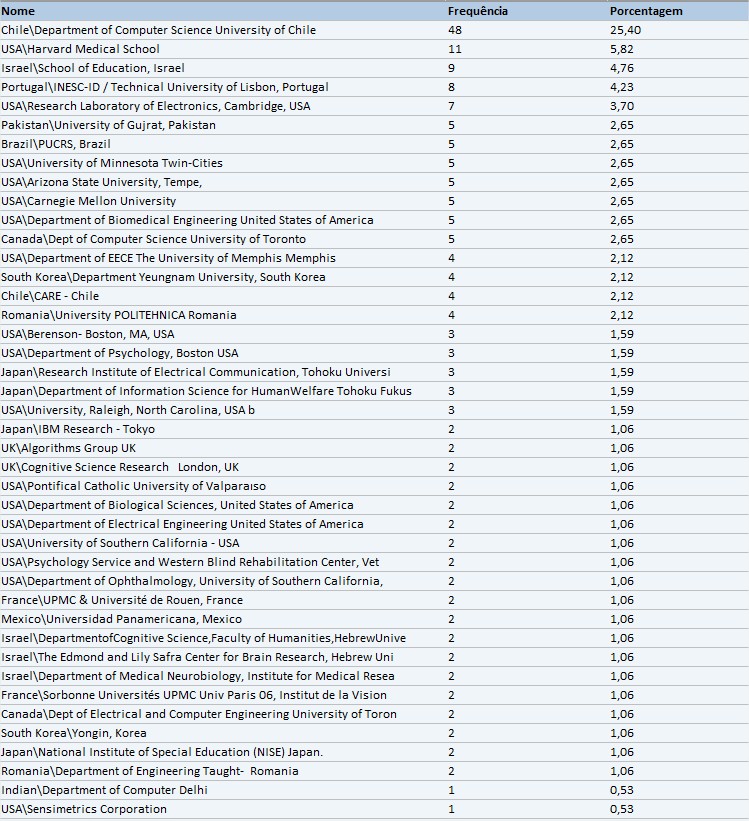 Nome Frequência Porcentagem
Chile\Department of Computer Science University of Chile 48 25,40
USA\Harvard Medical School 11 5,82
Israel\School of Education, Israel 9 4,76
Portugal\INESC-ID / Technical University of Lisbon, Portugal 8 4,23
USA\Research Laboratory of Electronics, Cambridge, USA 7 3,70
Pakistan\University of Gujrat, Pakistan 5 2,65
Brazil\PUCRS, Brazil 5 2,65
USA\University of Minnesota Twin-Cities 5 2,65
USA\Arizona State University, Tempe, 5 2,65
USA\Carnegie Mellon University 5 2,65
USA\Department of Biomedical Engineering United States of America 5 2,65
Canada\Dept of Computer Science University of Toronto 5 2,65
USA\Department of EECE The University of Memphis Memphis 4 2,12
South Korea\Department Yeungnam University, South Korea 4 2,12
Chile\CARE - Chile 4 2,12
Romania\University POLITEHNICA Romania 4 2,12
USA\Berenson- Boston, MA, USA 3 1,59
USA\Department of Psychology, Boston USA 3 1,59
Japan\Research Institute of Electrical Communication, Tohoku Universi 3 1,59
Japan\Department of Information Science for HumanWelfare Tohoku Fukus 3 1,59
USA\University, Raleigh, North Carolina, USA b 3 1,59
Japan\IBM Research - Tokyo 2 1,06
UK\Algorithms Group UK 2 1,06
UK\Cognitive Science Research London, UK 2 1,06
USA\Pontifical Catholic University of Valparaıso 2 1,06
USA\Department of Biological Sciences, United States of America 2 1,06
USA\Department of Electrical Engineering United States of America 2 1,06
USA\University of Southern California - USA 2 1,06
USA\Psychology Service and Western Blind Rehabilitation Center, Vet 2 1,06
USA\Department of Ophthalmology, University of Southern California, 2 1,06
France\UPMC & Université de Rouen, France 2 1,06
Mexico\Universidad Panamericana, Mexico 2 1,06
Israel\DepartmentofCognitive Science,Faculty of Humanities,HebrewUnive 2 1,06
Israel\The Edmond and Lily Safra Center for Brain Research, Hebrew Uni 2 1,06
Israel\Department of Medical Neurobiology, Institute for Medical Resea 2 1,06
France\Sorbonne Universités UPMC Univ Paris 06, Institut de la Vision 2 1,06
Canada\Dept of Electrical and Computer Engineering University of Toron 2 1,06
South Korea\Yongin, Korea 2 1,06
Japan\National Institute of Special Education (NISE) Japan. 2 1,06
Romania\Department of Engineering Taught- Romania 2 1,06
Indian\Department of Computer Delhi 1 0,53
USA\Sensimetrics Corporation 1 0,53